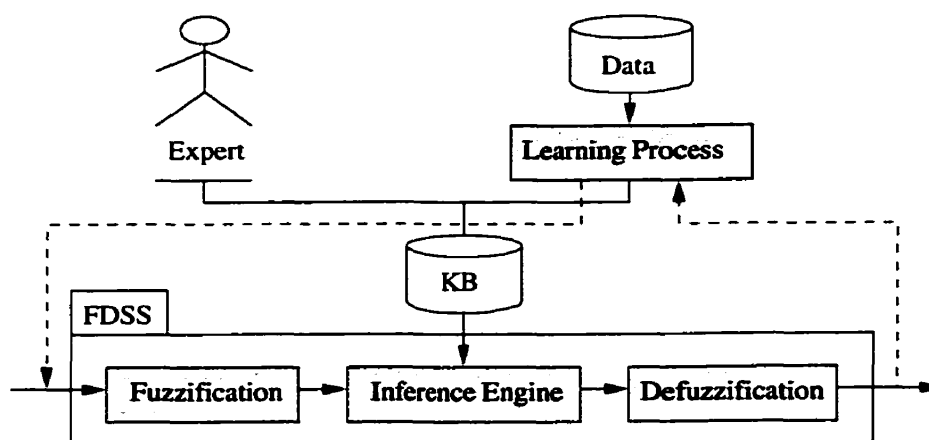 Data
Expert
Learning Process
KB
FDSS
Fuzzification
Inference Engine
Defuzzification